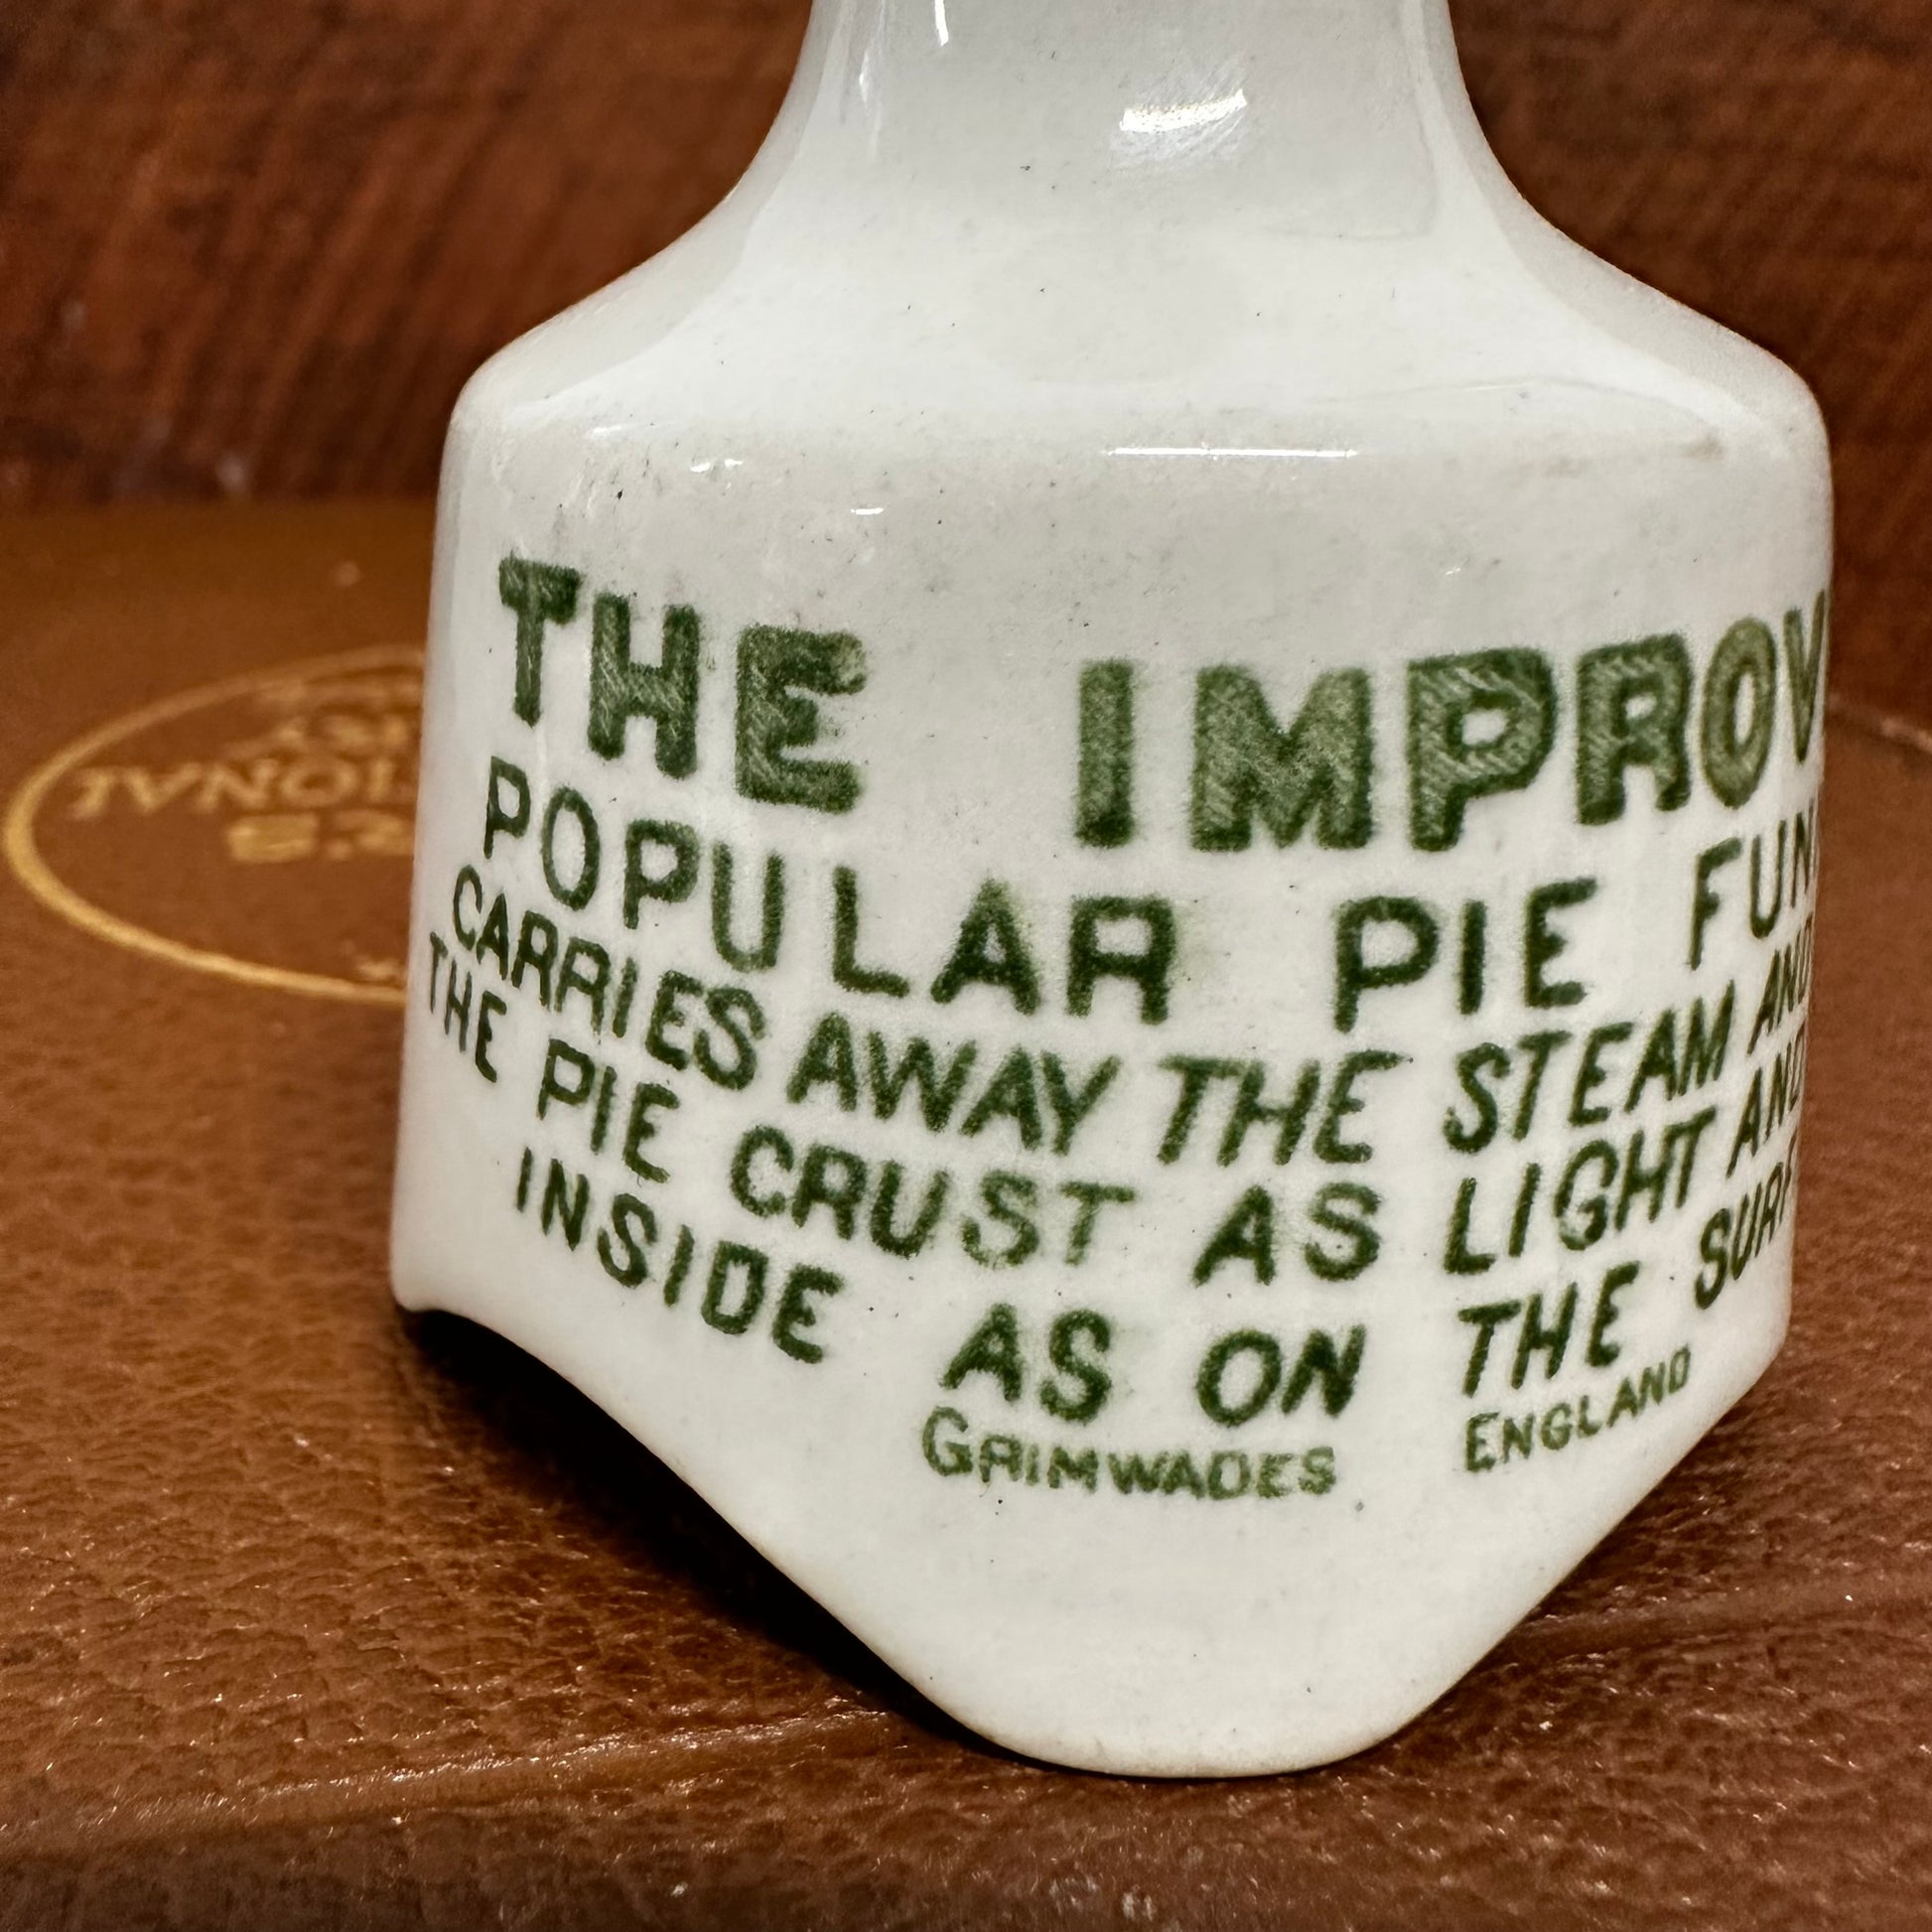 THE IMPROV
POPULAR PIE FUN
CARRIES AWAY THE STEAM AND
THE PIE CRUST AS LIGHT AND
INSIDE AS ON THE SURF
GRIMWADES ENGLAND